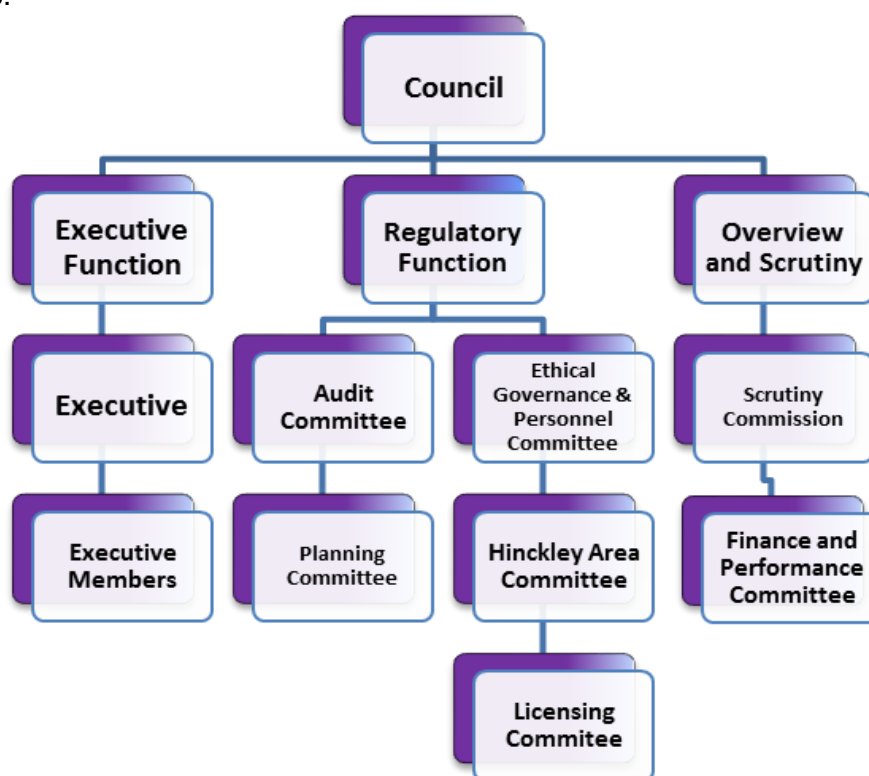 Council
Executive
Function
Regulatory
Function
Overview
and Scrutiny
Executive
Audit
Committee
Ethical
Governance &
Personnel
Committee
Scrutiny
Commission
Executive
Members
Planning
Committee
Hinckley Area
Committee
Finance and
Performance
Committee
Licensing
Commitee